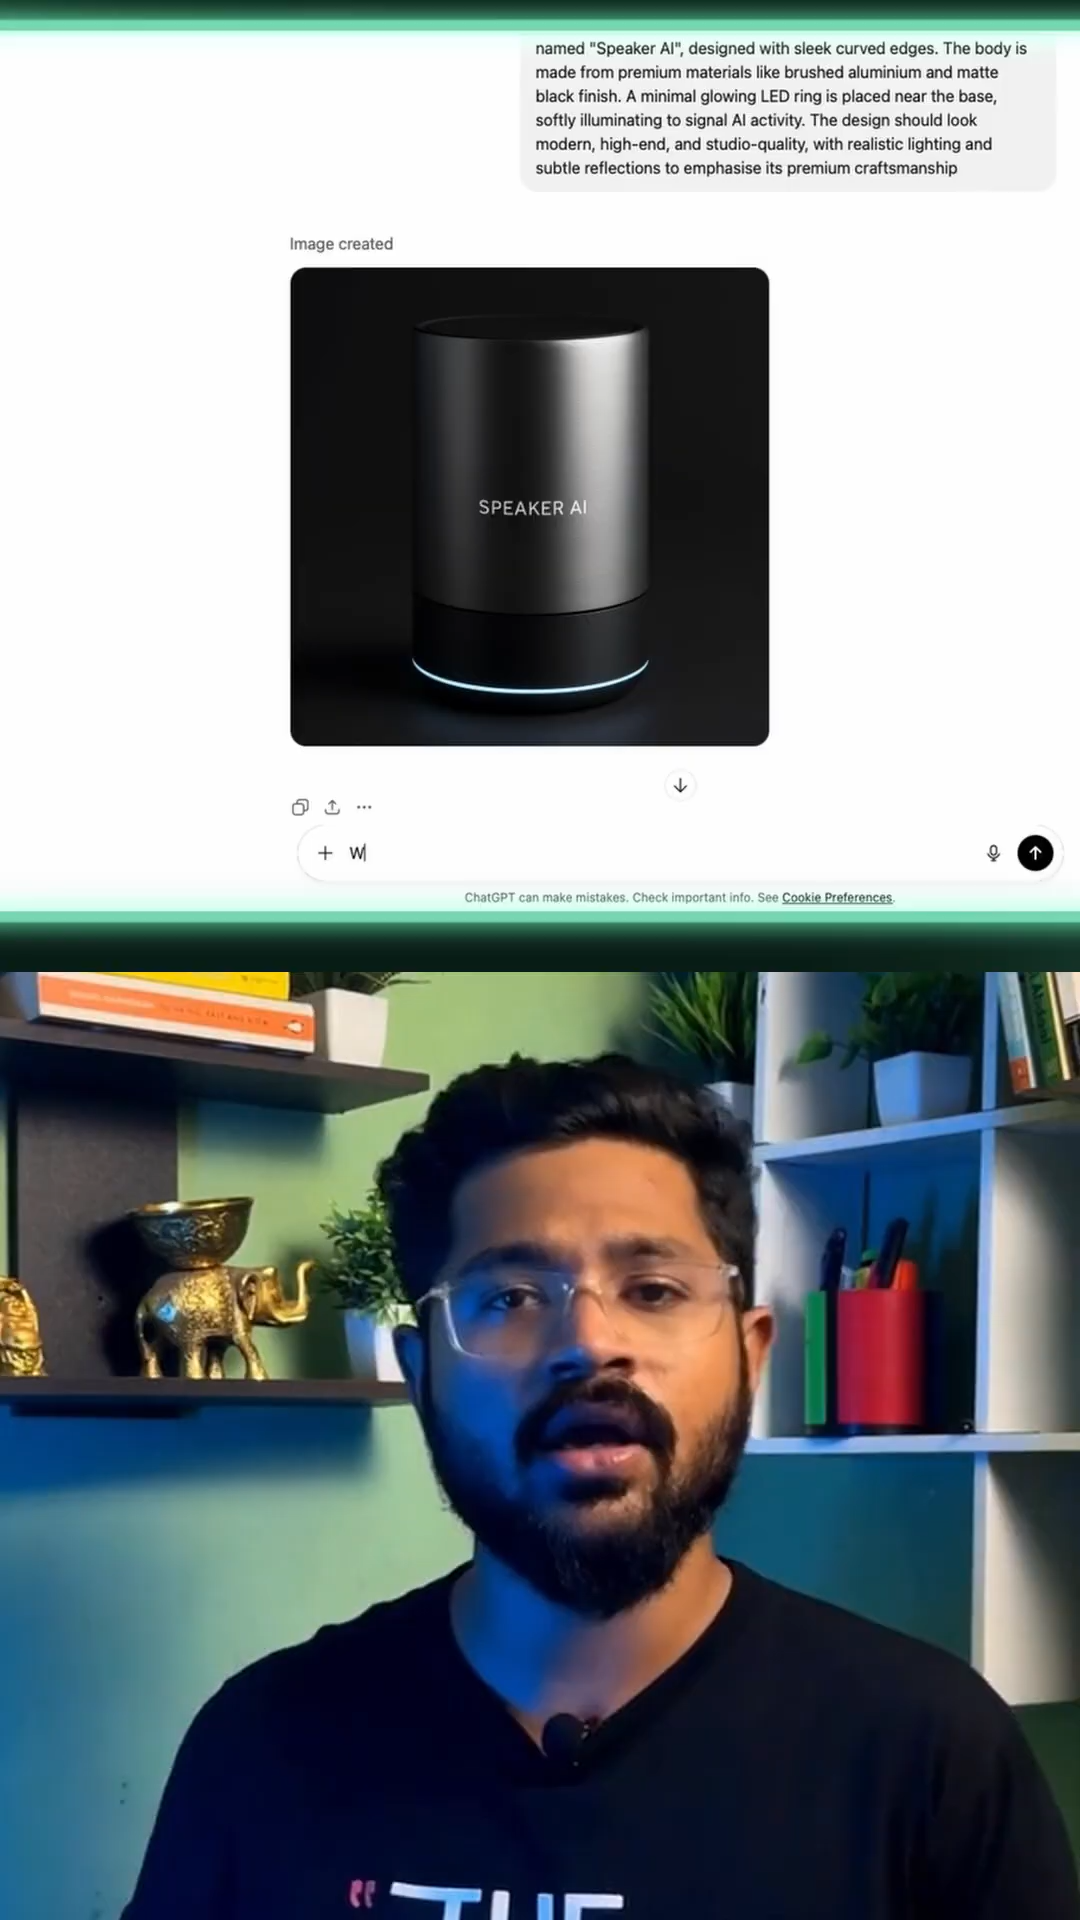 named "Speaker AI", designed with sleek curved edges. The body is
made from premium materials like brushed aluminium and matte
black finish. A minimal glowing LED ring is placed near the base,
softly illuminating to signal AI activity. The design should look
modern, high-end, and studio-quality, with realistic lighting and
subtle reflections to emphasise its premium craftsmanship
Image created
SPEAKER AI
W
ChatGPT can make mistakes. Check important info. See Cookie Preferences.
"THE